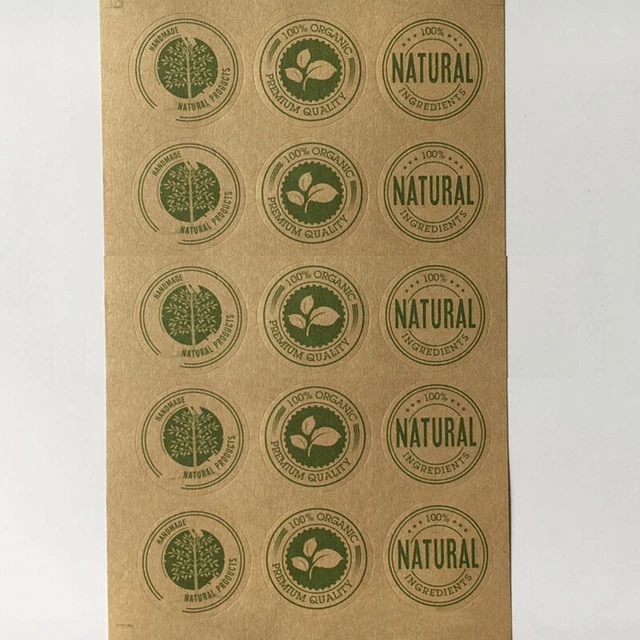 HANDMADE
NATURAL PRODUCTS
100% ORGANIC
PREMIUM QUALITY
100%
NATURAL
INGREDIENTS
HANDMADE
NATURAL PRODUCTS
100% ORGANIC
PREMIUM QUALITY
100%
NATURAL
INGREDIENTS
HANDMADE
NATURAL PRODUCTS
100% ORGANIC
PREMIUM QUALITY
100%
NATURAL
INGREDIENTS
HANDMADE
NATURAL PRODUCTS
100% ORGANIC
PREMIUM QUALITY
100%
NATURAL
INGREDIENTS
HANDMADE
NATURAL PRODUCTS
100% ORGANIC
PREMIUM QUALITY
100%
NATURAL
INGREDIENTS